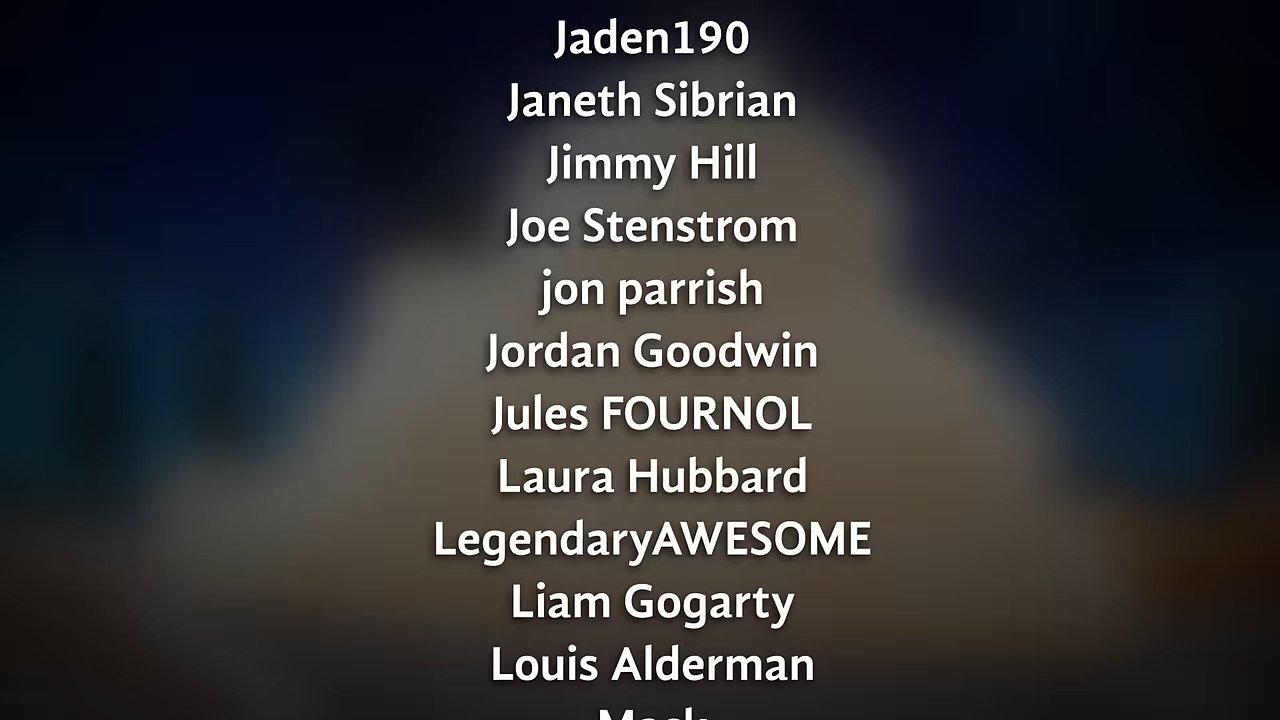 Jaden190
Janeth Sibrian
Jimmy Hill
Joe Stenstrom
jon parrish
Jordan Goodwin
Jules FOURNOL
Laura Hubbard
LegendaryAWESOME
Liam Gogarty
Louis Alderman